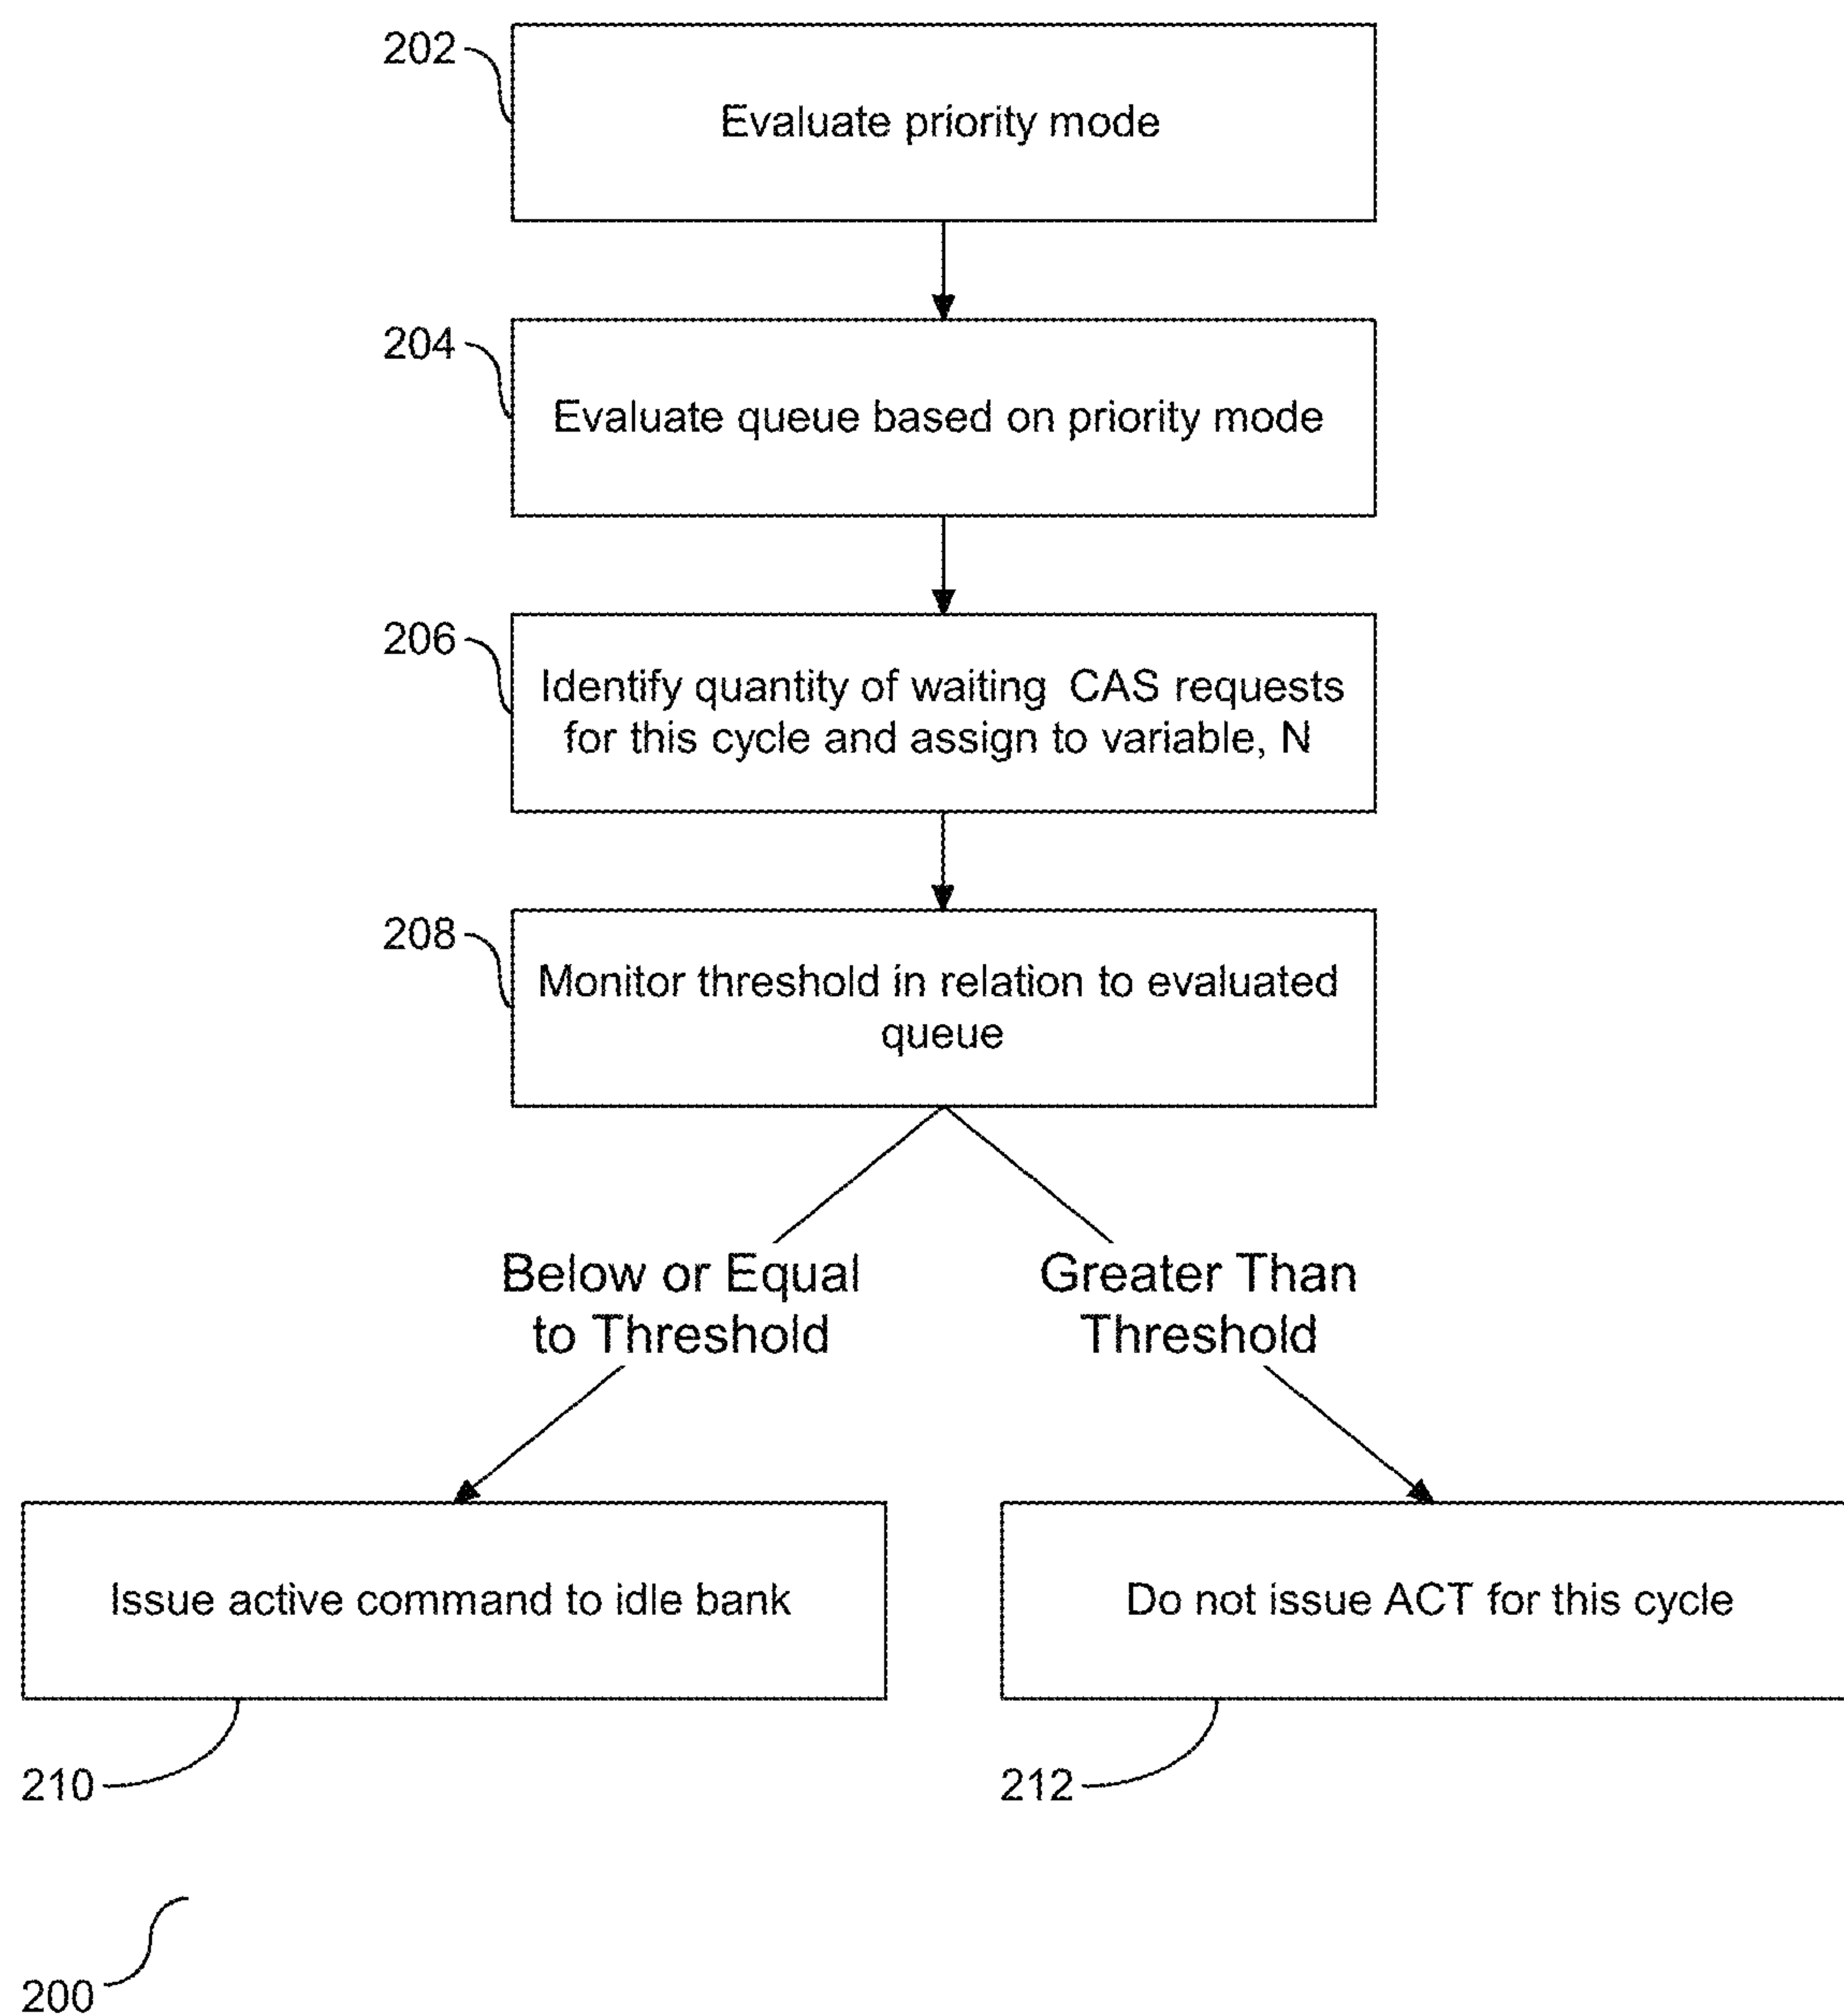 202
Evaluate priority mode
204
Evaluate queue based on priority mode
206
Identify quantity of waiting CAS requests
for this cycle and assign to variable, N
208
Monitor threshold in relation to evaluated
queue
Below or Equal
to Threshold
Greater Than
Threshold
Issue active command to idle bank
Do not issue ACT for this cycle
210
212
200